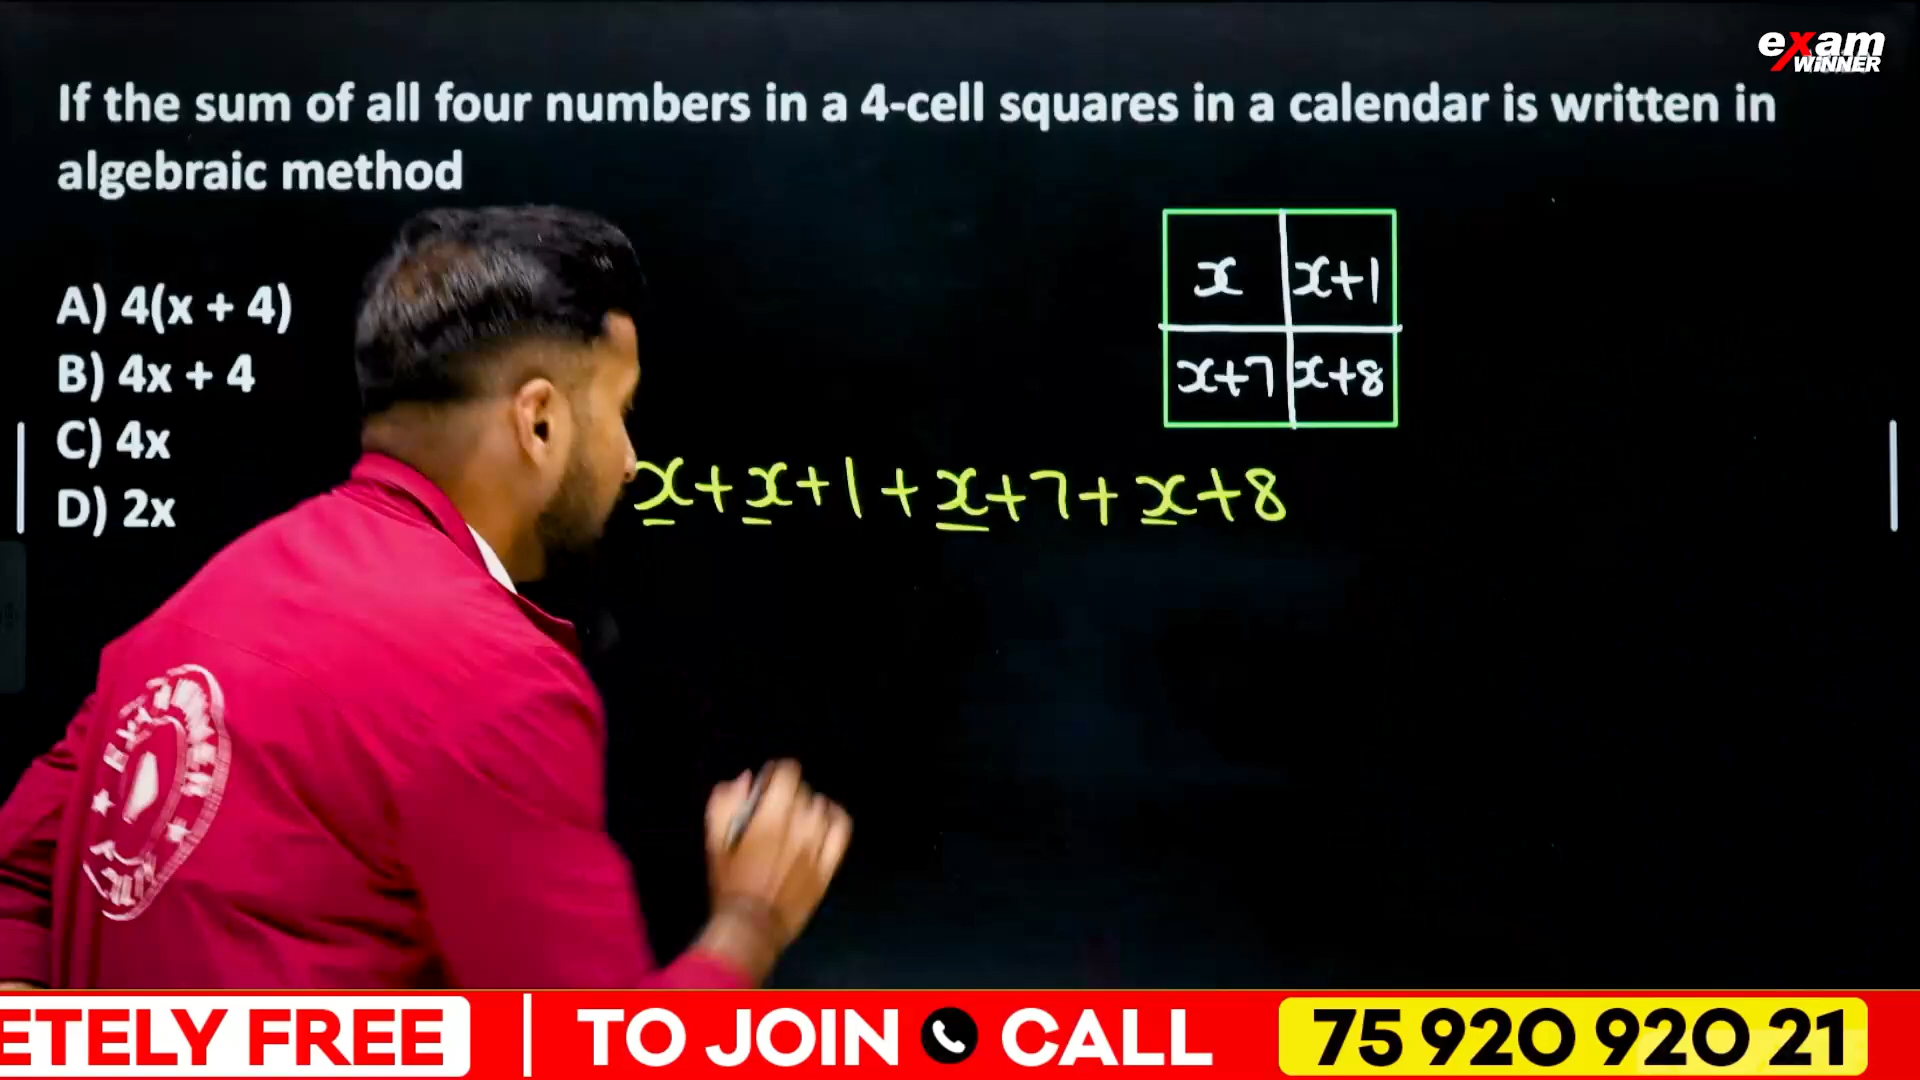 exam
WiNNER
If the sum of all four numbers in a 4-cell squares in a calendar is written in
algebraic method
A) 4(x + 4)
B) 4x + 4
C) 4x
D) 2x
x x+1
x+7 x+8
x+x+1+x+7+x+8
ETELY FREE | TO JOIN CALL 75 920 920 21